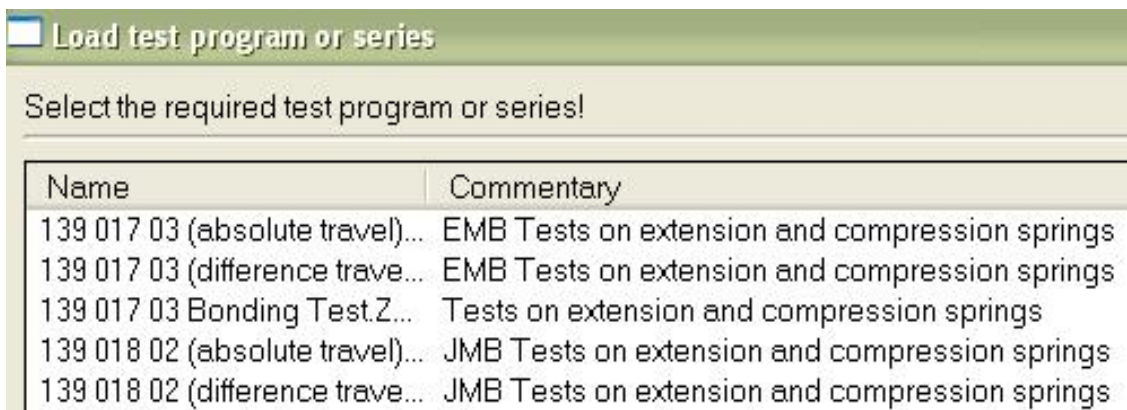 Load test program or series
Select the required test program or series!
Name Commentary
139 017 03 (absolute travel)... EMB Tests on extension and compression springs
139 017 03 (difference trave... EMB Tests on extension and compression springs
139 017 03 Bonding Test.Z... Tests on extension and compression springs
139 018 02 (absolute travel)... JMB Tests on extension and compression springs
139 018 02 (difference trave... JMB Tests on extension and compression springs